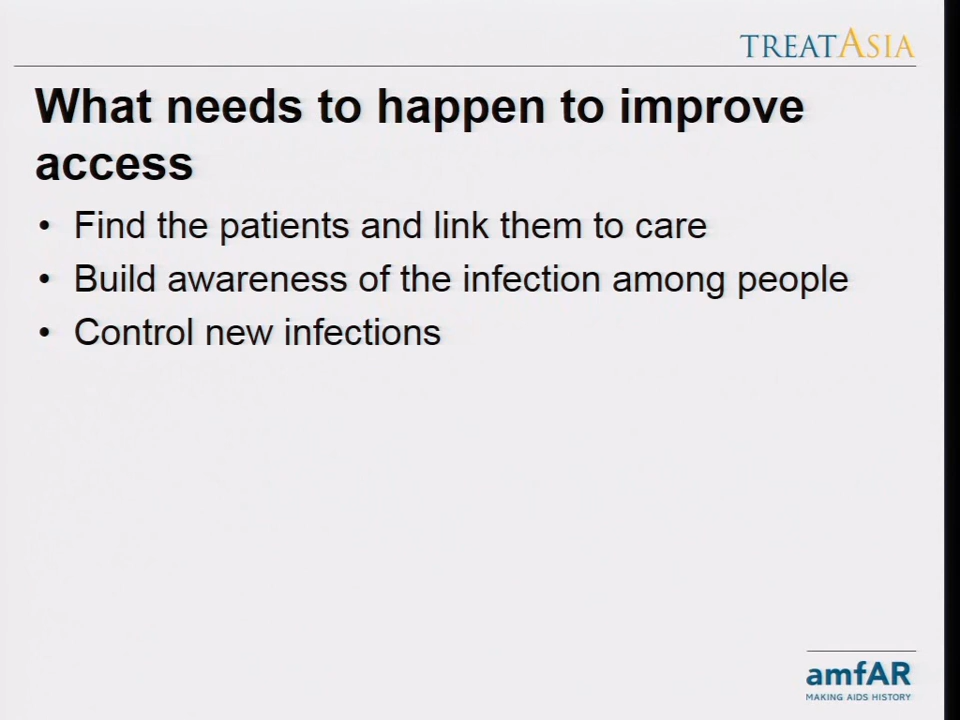 TREATASIA
What needs to happen to improve
access
• Find the patients and link them to care
• Build awareness of the infection among people
• Control new infections
amfAR
MAKING AIDS HISTORY